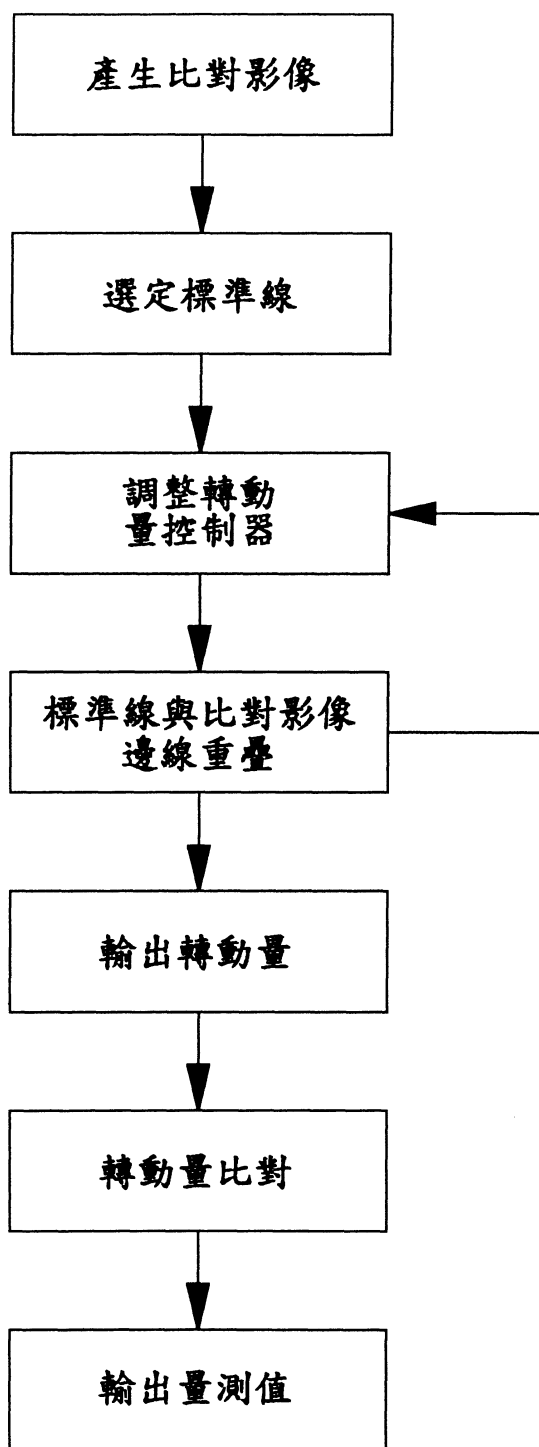 產生比對影像
選定標準線
調整轉動
量控制器
標準線與比對影像
邊線重疊
輸出轉動量
轉動量比對
輸出量測值